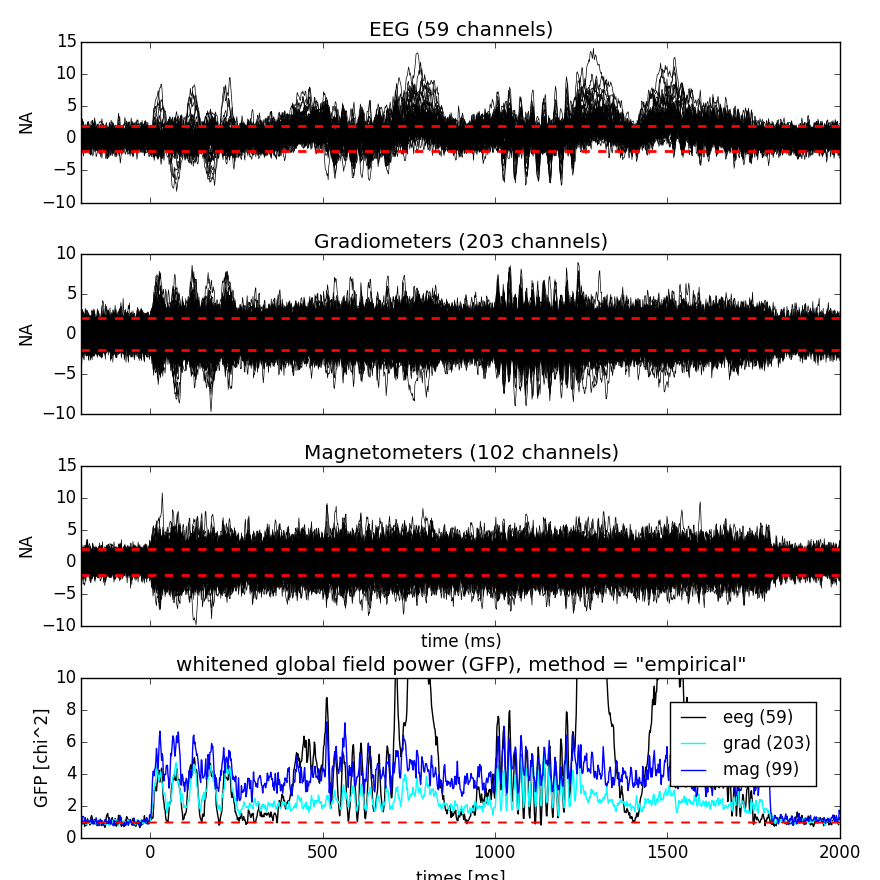 EEG (59 channels)
15
10
5
0
−5
−10
NA
Gradiometers (203 channels)
10
5
0
−5
−10
NA
Magnetometers (102 channels)
15
10
5
0
−5
−10
NA
time (ms)
whitened global field power (GFP), method = "empirical"
10
8
6
4
2
0
GFP [chi^2]
eeg (59)
grad (203)
mag (99)
0 500 1000 1500 2000
times [ms]